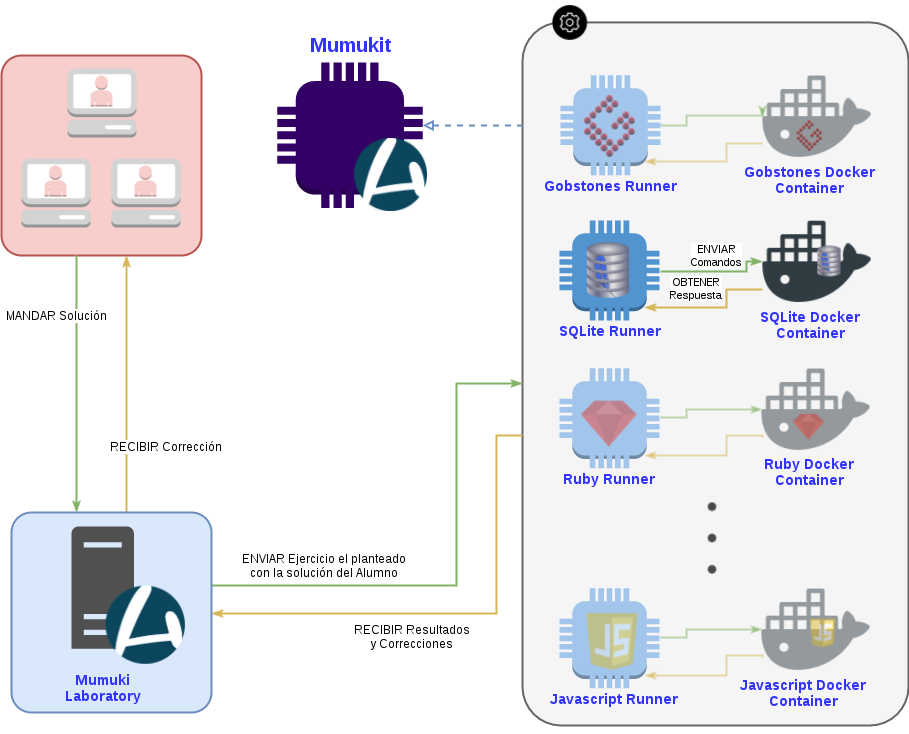 Mumukit
Gobstones Runner
Gobstones Docker
Container
ENVIAR
Comandos
OBTENER
Respuesta
SQLite Runner
SQLite Docker
Container
MANDAR Solución
RECIBIR Corrección
Ruby Runner
Ruby Docker
Container
ENVIAR Ejercicio el planteado
con la solución del Alumno
RECIBIR Resultados
y Correcciones
Mumuki
Laboratory
JS
JS
Javascript Runner
Javascript Docker
Container